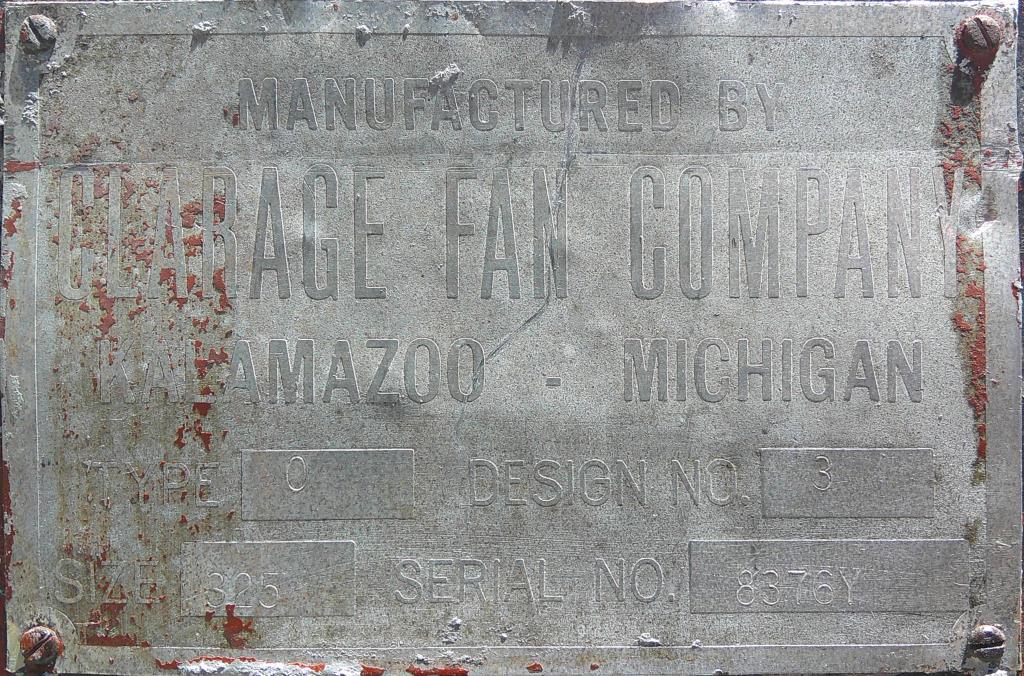 MANUFACTURED BY
CLARAGE FAN COMPANY
KALAMAZOO - MICHIGAN
TYPE O DESIGN NO. 3
SIZE 325 SERIAL NO. 8376Y